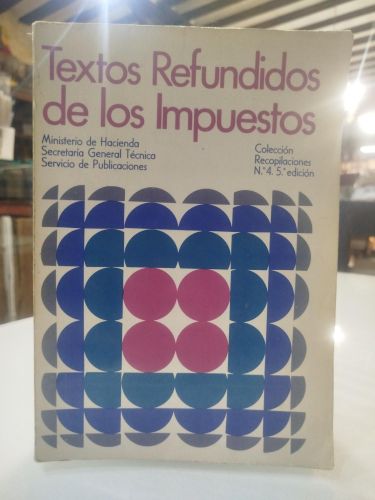 Textos Refundidos
de los Impuestos
Ministerio de Hacienda
Secretaría General Técnica
Servicio de Publicaciones
Colección
Recopilaciones
N.º 4. 5.ª edición